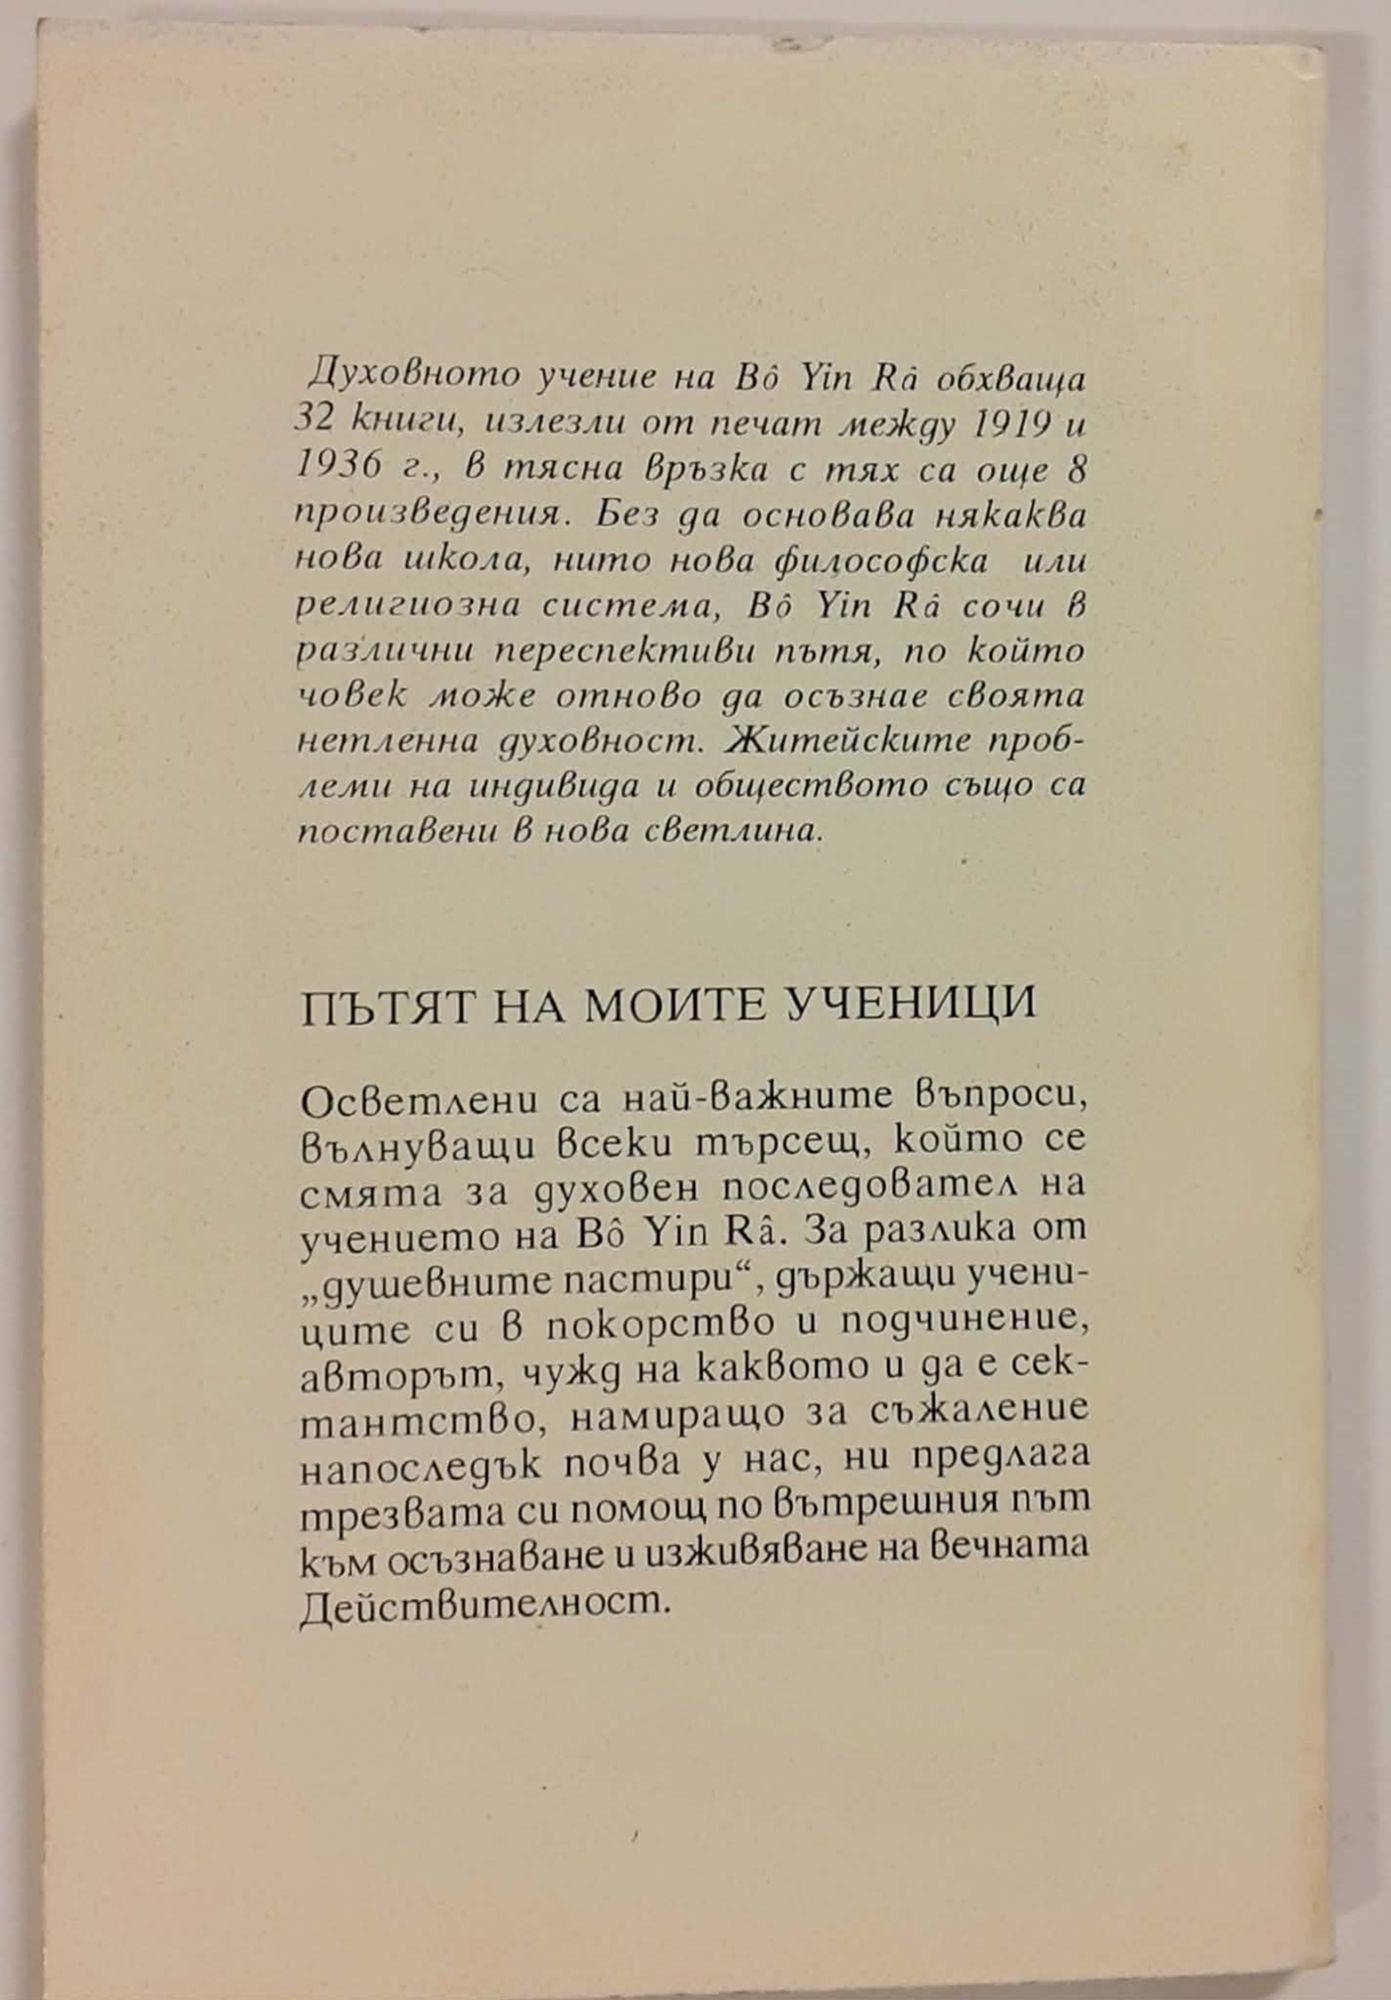 Духовното учение на Bô Yin Râ обхваща
32 книги, излезли от печат между 1919 и
1936 г., в тясна връзка с тях са още 8
произведения. Без да основава някаква
нова школа, нито нова философска или
религиозна система, Bô Yin Râ сочи в
различни переспективи пътя, по който
човек може отново да осъзнае своята
нетленна духовност. Житейските проб-
леми на индивида и обществото също са
поставени в нова светлина.
ПЪТЯТ НА МОИТЕ УЧЕНИЦИ
Осветлени са най-важните въпроси,
вълнуващи всеки търсещ, който се
смята за духовен последовател на
учението на Bô Yin Râ. За разлика от
„душевните пастири“, държащи учени-
ците си в покорство и подчинение,
авторът, чужд на каквото и да е сек-
тантство, намиращо за съжаление
напоследък почва у нас, ни предлага
трезвата си помощ по вътрешния път
към осъзнаване и изживяване на вечната
Действителност.